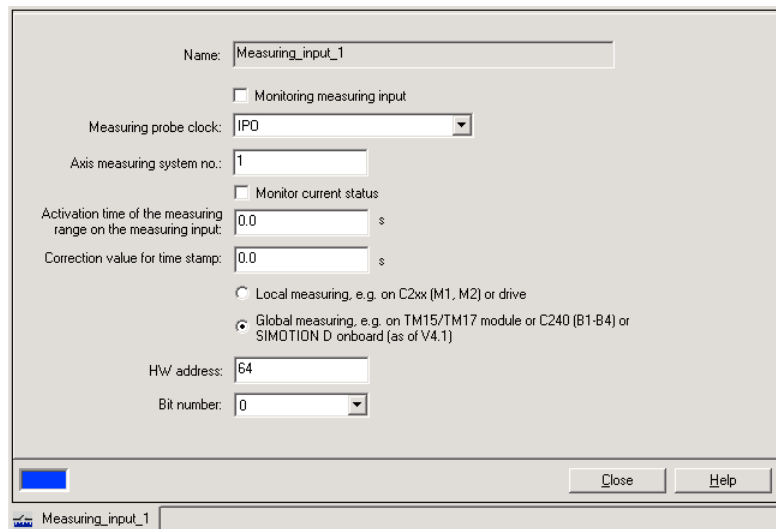 Name: Measuring_input_1
Monitoring measuring input
Measuring probe clock: IPO
Axis measuring system no.: 1
Monitor current status
Activation time of the measuring
range on the measuring input: 0.0 s
Correction value for time stamp: 0.0 s
Local measuring, e.g. on C2xx (M1, M2) or drive
Global measuring, e.g. on TM15/TM17 module or C240 (B1-B4) or
SIMOTION D onboard (as of V4.1)
HW address: 64
Bit number: 0
Close Help
Measuring_input_1